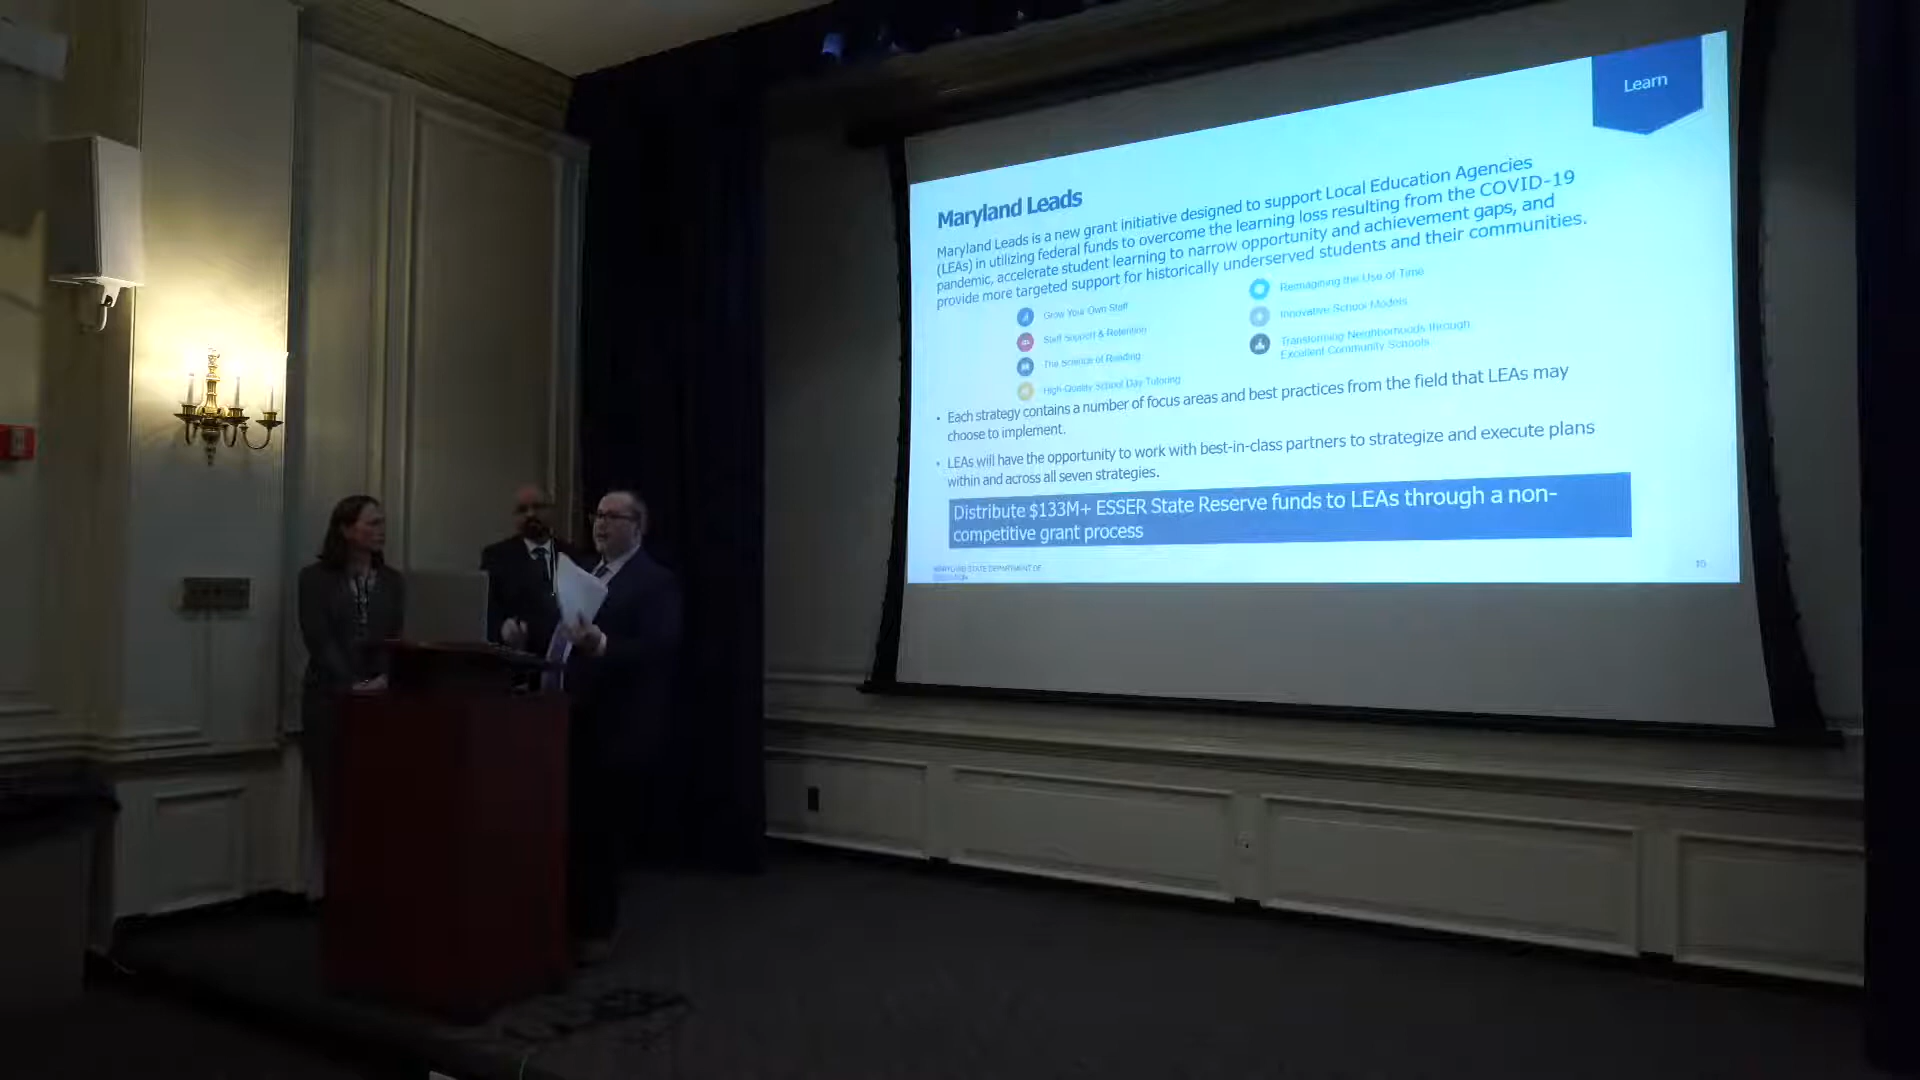 Learn
Maryland Leads
Maryland Leads is a new grant initiative designed to support Local Education Agencies
(LEAs) in utilizing federal funds to overcome the learning loss resulting from the COVID-19
pandemic, accelerate student learning to narrow opportunity and achievement gaps, and
provide more targeted support for historically underserved students and their communities.
Grow Your Own Staff
Staff Support & Retention
The Science of Reading
High Quality School Day Tutoring
Reimagining the Use of Time
Innovative School Models
Transforming Neighborhoods through
Excellent Community Schools
• Each strategy contains a number of focus areas and best practices from the field that LEAs may
choose to implement.
• LEAs will have the opportunity to work with best-in-class partners to strategize and execute plans
within and across all seven strategies.
Distribute $133M+ ESSER State Reserve funds to LEAs through a non-
competitive grant process
MARYLAND STATE DEPARTMENT OF
EDUCATION